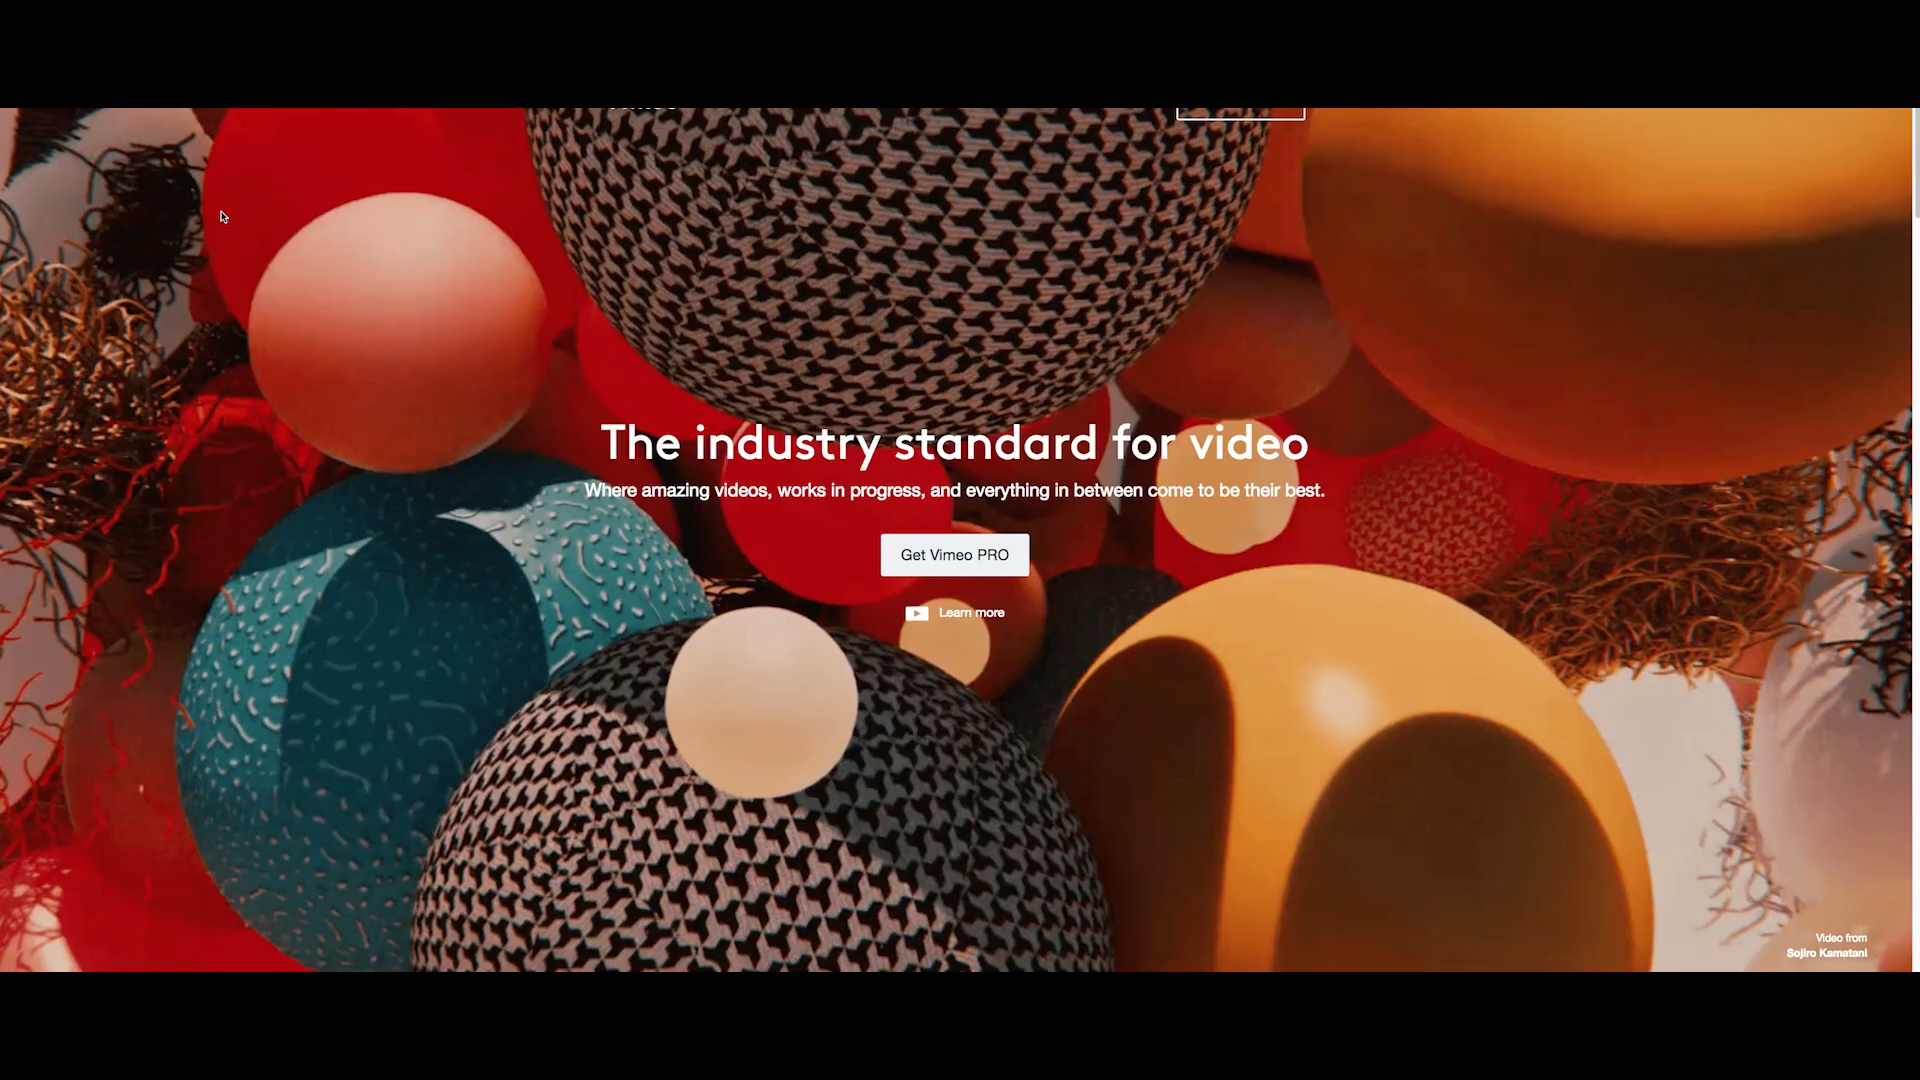 The industry standard for video
Where amazing videos, works in progress, and everything in between come to be their best.
Get Vimeo PRO
Learn more
Video from
Sojiro Kamatani